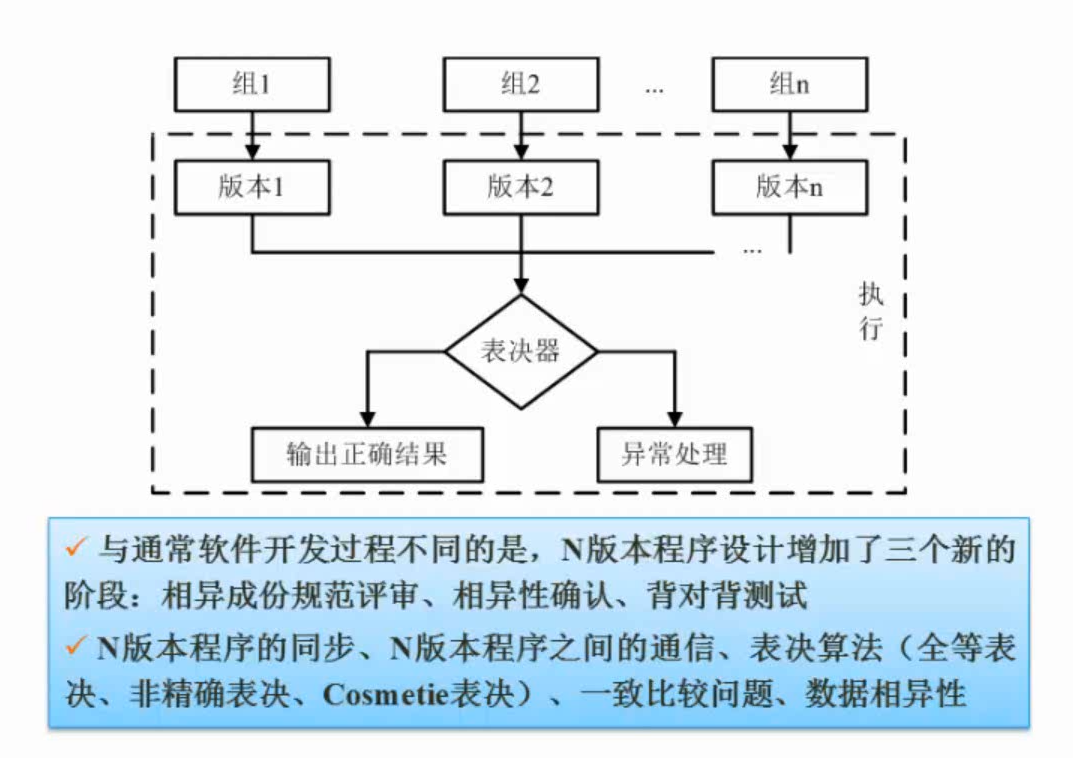 组1 组2 ... 组n
版本1 版本2 版本n
...
执
行
表决器
输出正确结果 异常处理
✓ 与通常软件开发过程不同的是，N版本程序设计增加了三个新的
阶段：相异成份规范评审、相异性确认、背对背测试
✓ N版本程序的同步、N版本程序之间的通信、表决算法（全等表
决、非精确表决、Cosmetie表决）、一致比较问题、数据相异性